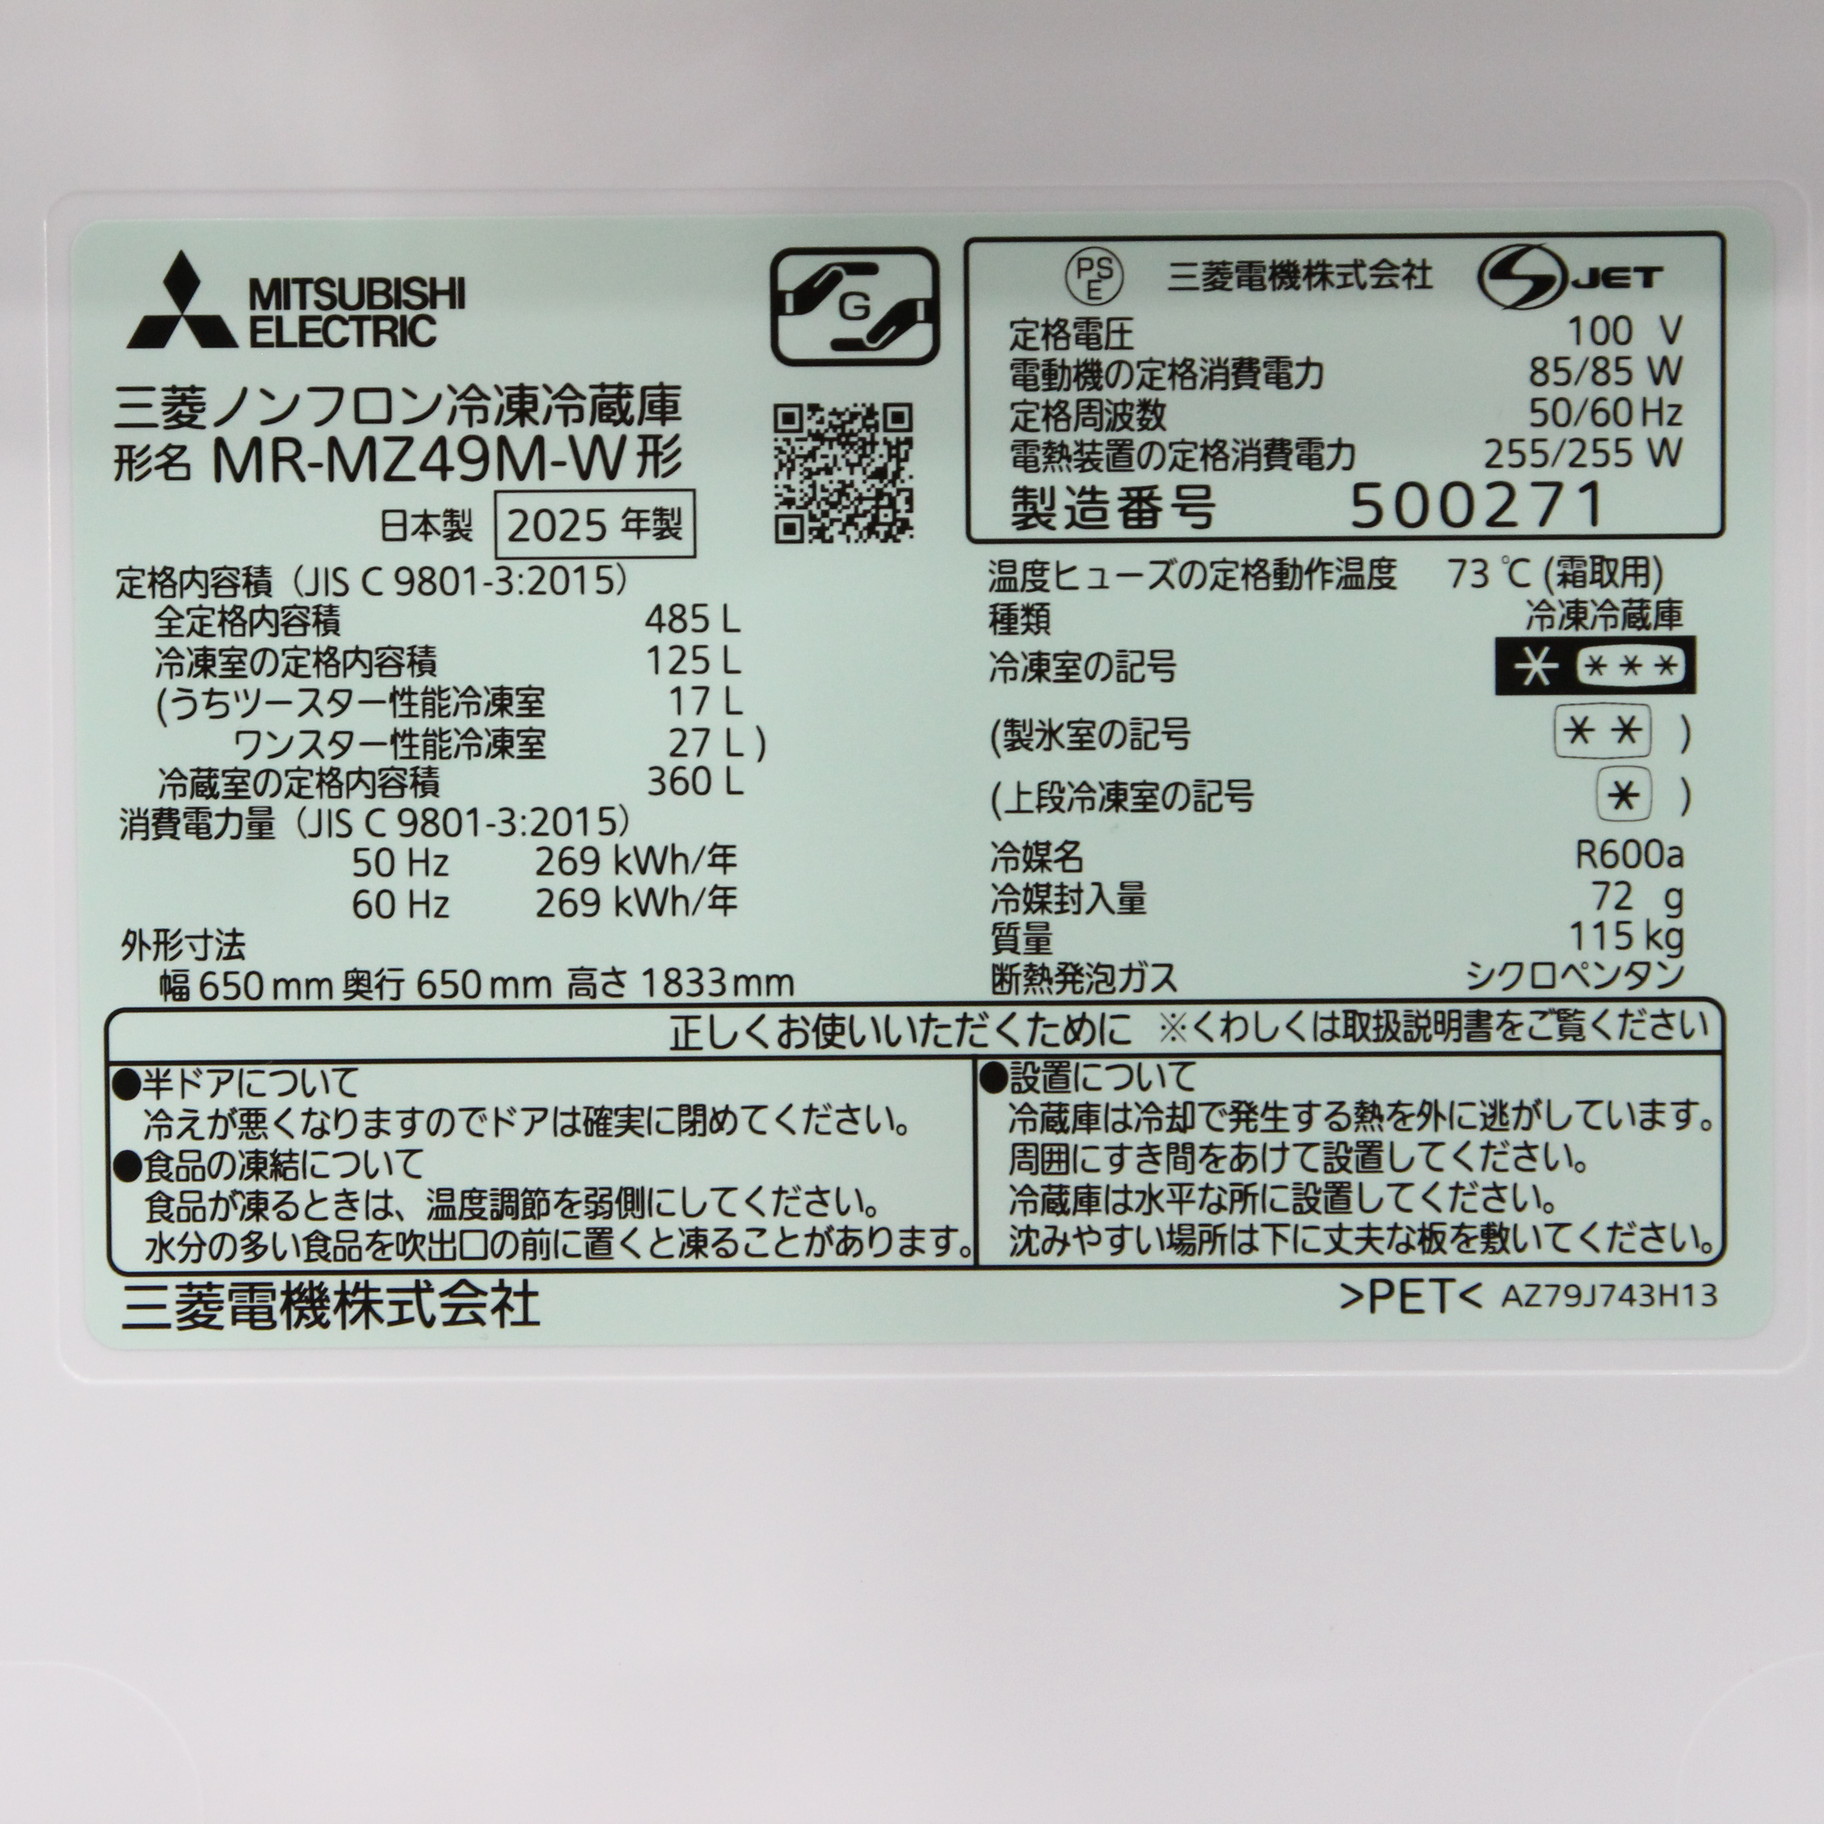 MITSUBISHI
ELECTRIC
G
三菱ノンフロン冷凍冷蔵庫
形名 MR-MZ49M-W形
日本製 2025 年製
定格内容積（JIS C 9801-3:2015）
全定格内容積 485 L
冷凍室の定格内容積 125 L
(うちツースター性能冷凍室 17 L
ワンスター性能冷凍室 27 L )
冷蔵室の定格内容積 360 L
消費電力量（JIS C 9801-3:2015）
50 Hz 269 kWh/年
60 Hz 269 kWh/年
外形寸法
幅 650 mm 奥行 650 mm 高さ 1833 mm
PS E 三菱電機株式会社 S JET
定格電圧 100 V
電動機の定格消費電力 85/85 W
定格周波数 50/60 Hz
電熱装置の定格消費電力 255/255 W
製造番号 500271
温度ヒューズの定格動作温度 73 ℃ (霜取用)
種類 冷凍冷蔵庫
冷凍室の記号 * ***
(製氷室の記号 ** )
(上段冷凍室の記号 * )
冷媒名 R600a
冷媒封入量 72 g
質量 115 kg
断熱発泡ガス シクロペンタン
正しくお使いいただくために ※くわしくは取扱説明書をご覧ください
●半ドアについて
冷えが悪くなりますのでドアは確実に閉めてください。
●食品の凍結について
食品が凍るときは、温度調節を弱側にしてください。
水分の多い食品を吹出口の前に置くと凍ることがあります。
●設置について
冷蔵庫は冷却で発生する熱を外に逃がしています。
周囲にすき間をあけて設置してください。
冷蔵庫は水平な所に設置してください。
沈みやすい場所は下に丈夫な板を敷いてください。
三菱電機株式会社
>PET< AZ79J743H13